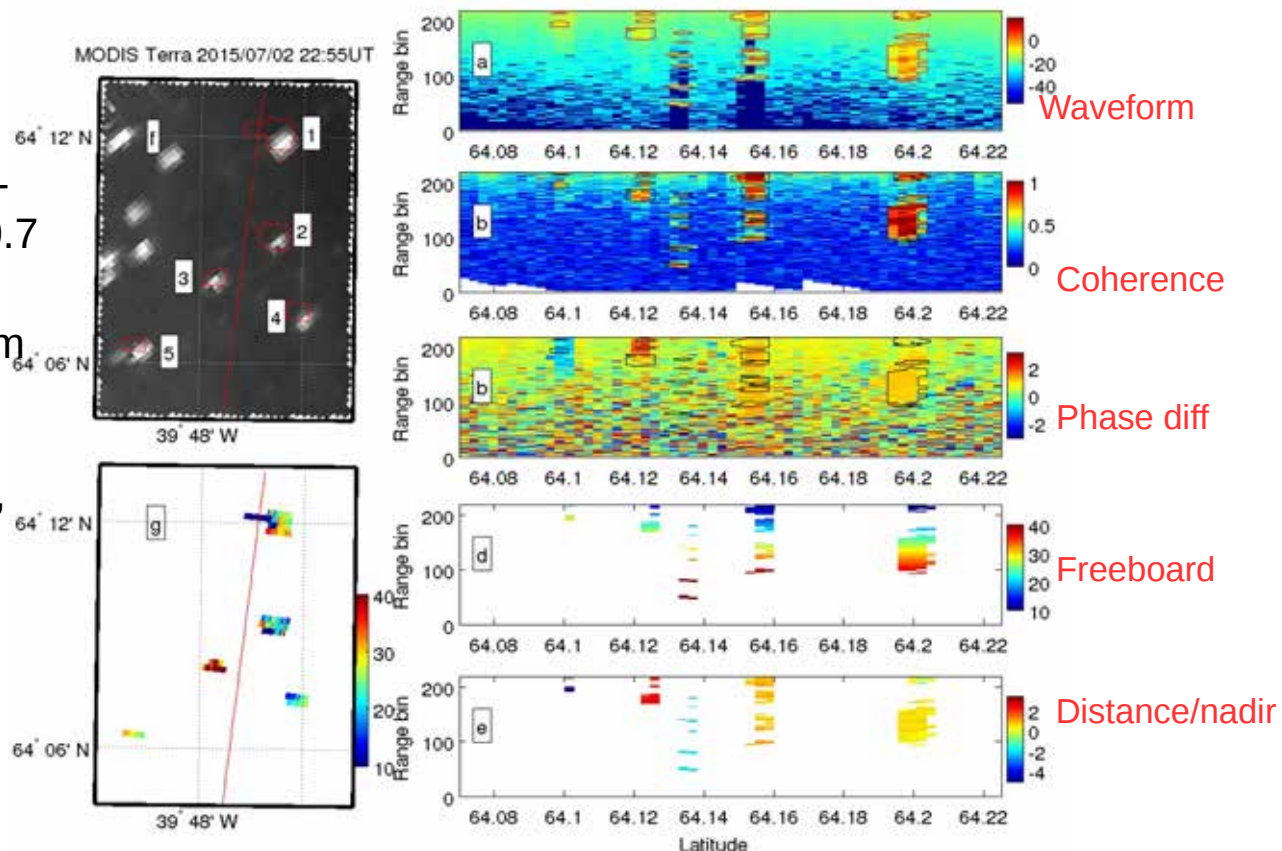 MODIS Terra 2015/07/02 22:55UT
64° 12' N
64° 06' N
39° 48' W
f
1
2
3
4
5
0.7
m
64° 12' N
64° 06' N
39° 48' W
g
40
30
20
10
Range bin
200
100
0
a
64.08 64.1 64.12 64.14 64.16 64.18 64.2 64.22
0
-20
-40
Waveform
Range bin
200
100
0
b
64.08 64.1 64.12 64.14 64.16 64.18 64.2 64.22
1
0.5
0
Coherence
Range bin
200
100
0
b
64.08 64.1 64.12 64.14 64.16 64.18 64.2 64.22
2
0
-2
Phase diff
Range bin
200
100
0
d
64.08 64.1 64.12 64.14 64.16 64.18 64.2 64.22
40
30
20
10
Freeboard
Range bin
200
100
0
e
64.08 64.1 64.12 64.14 64.16 64.18 64.2 64.22
Latitude
2
0
-2
-4
Distance/nadir